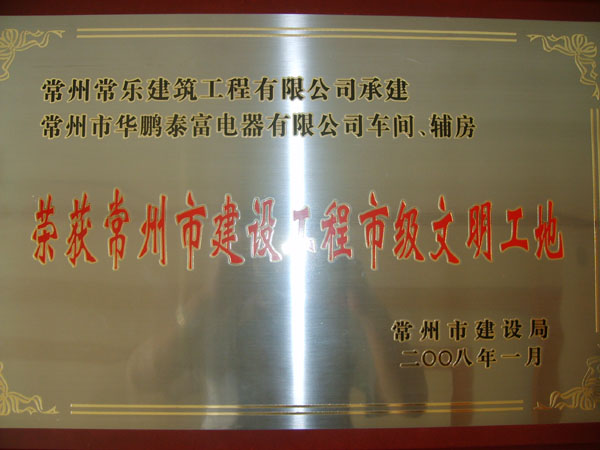 常州常乐建筑工程有限公司承建
常州市华鹏泰富电器有限公司车间、辅房
荣获常州市建设工程市级文明工地
常州市建设局
二〇〇八年一月